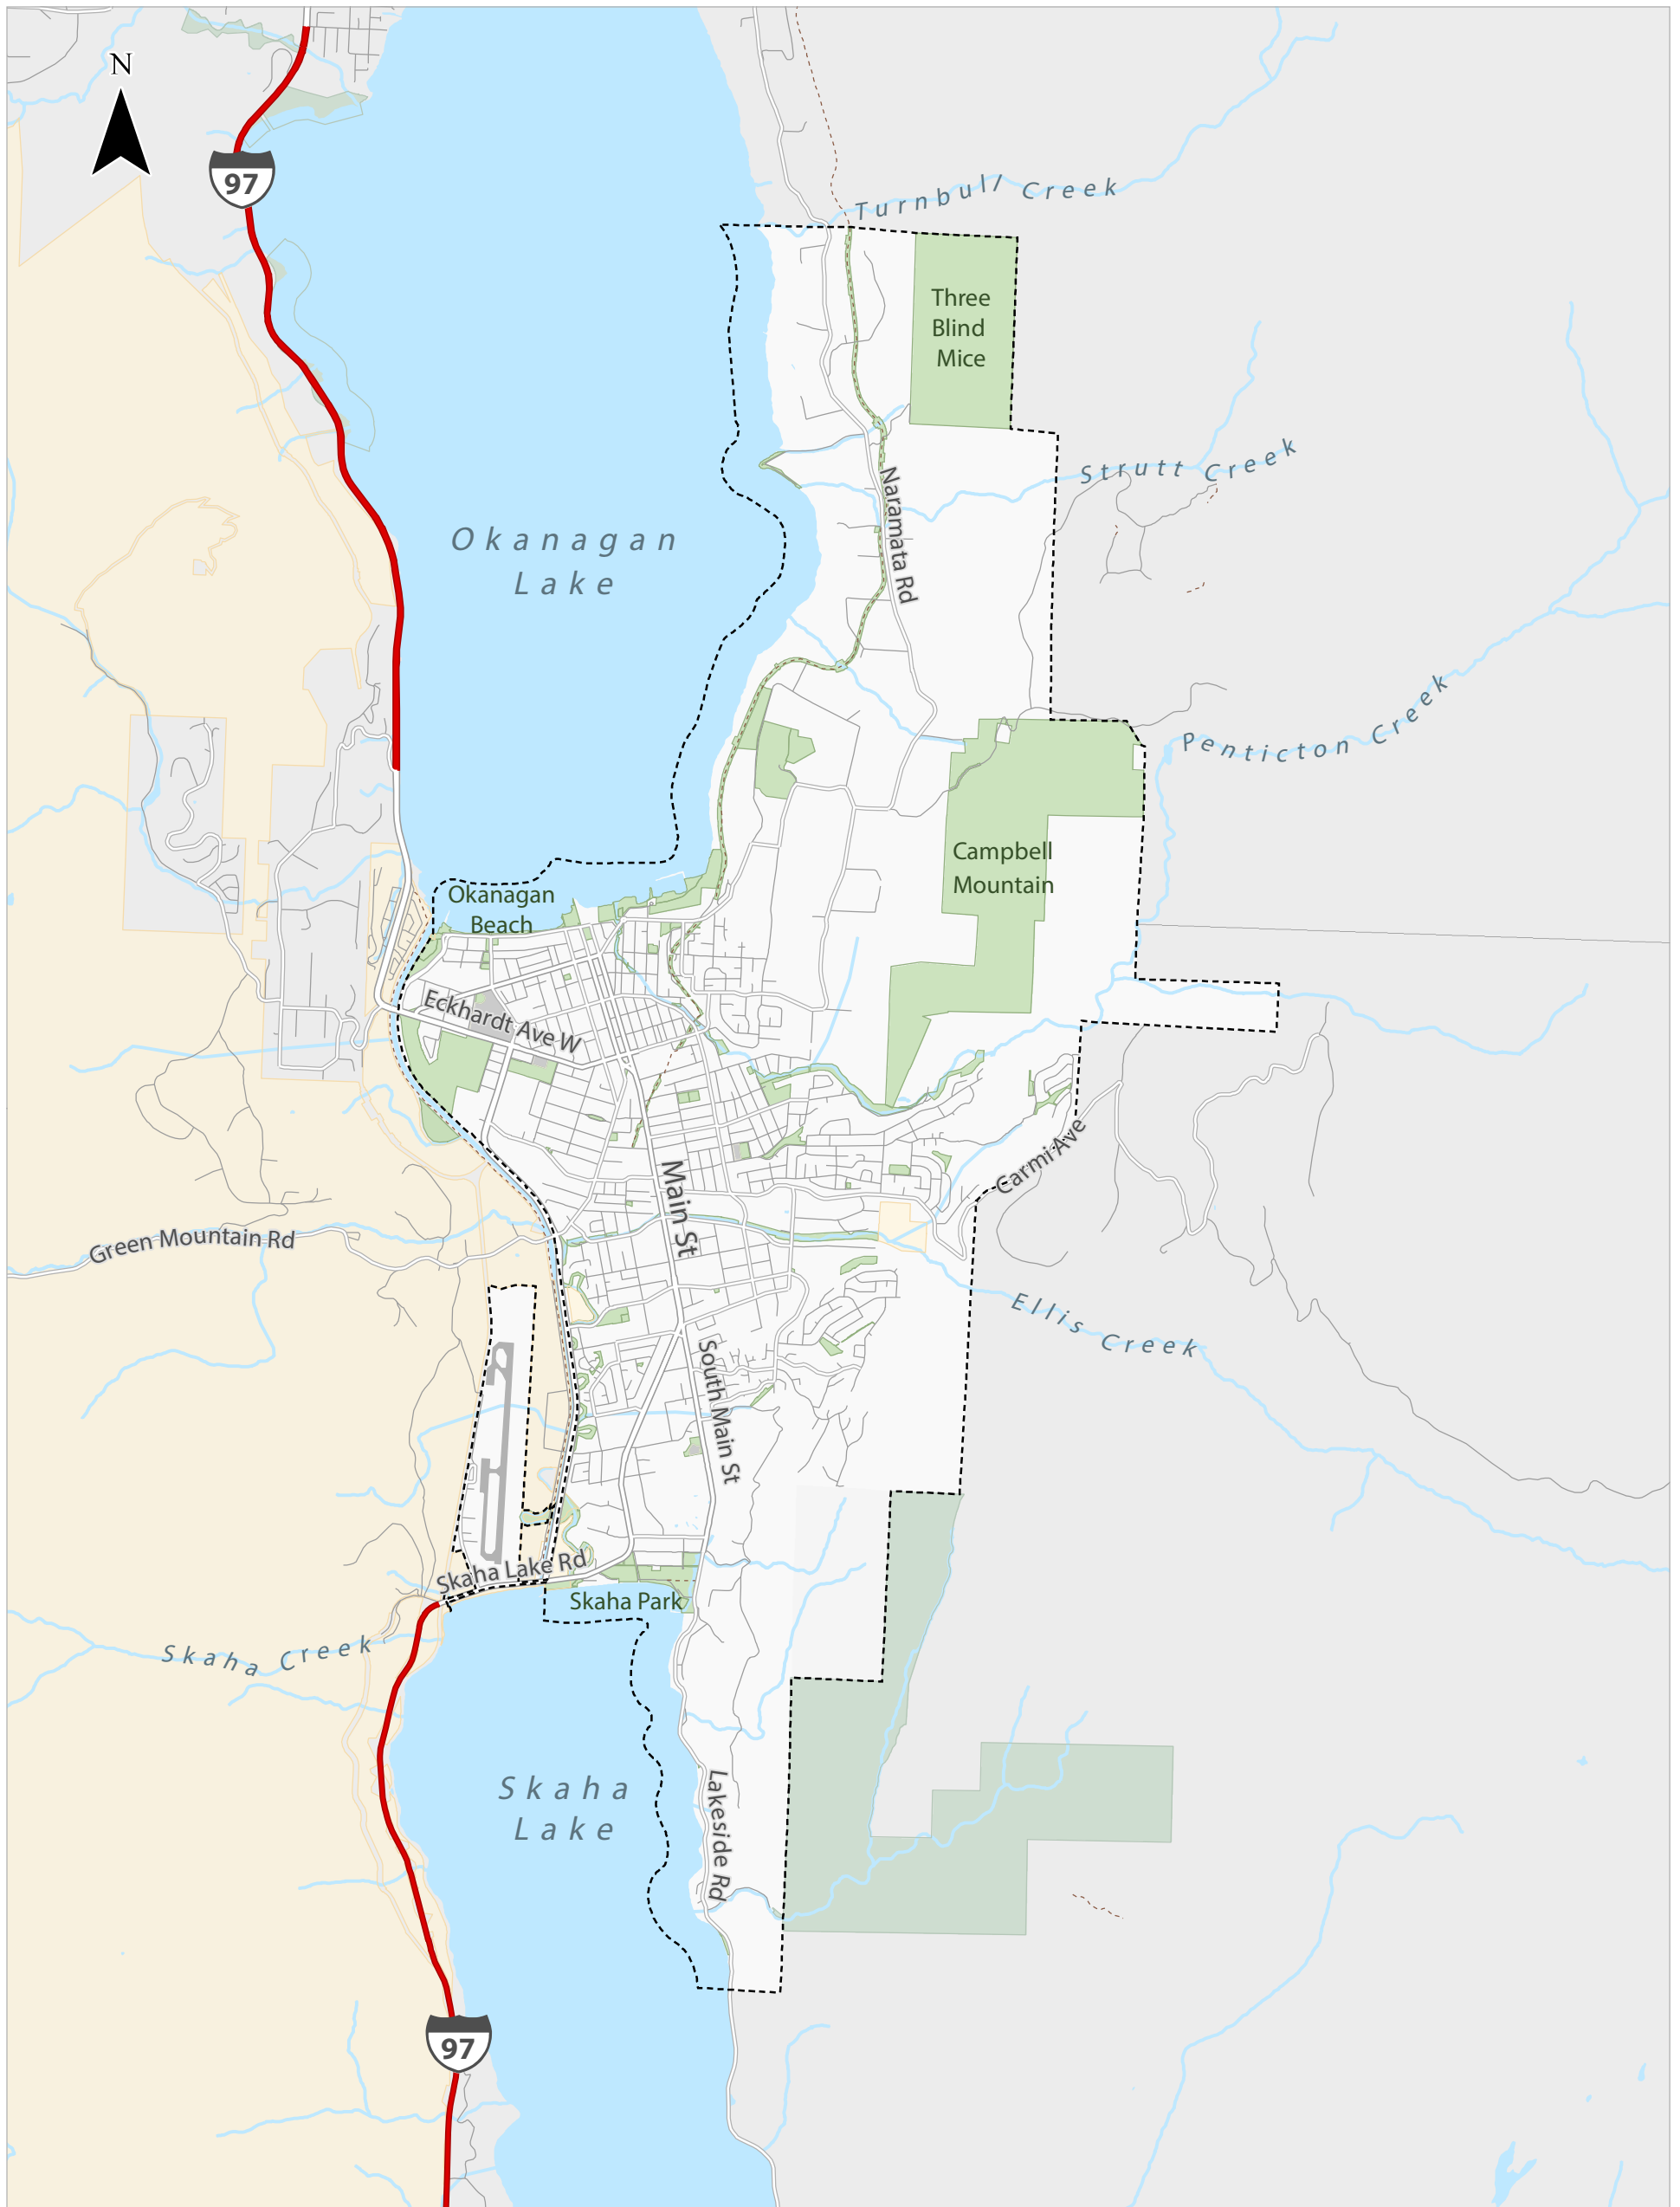 N
97
Turnbull Creek
Three
Blind
Mice
Strutt Creek
Naramata Rd
Okanagan
Lake
Penticton Creek
Campbell
Mountain
Okanagan
Beach
Eckhardt Ave W
Carmi Ave
Main St
Green Mountain Rd
Ellis Creek
South Main St
Skaha Lake Rd
Skaha Park
Skaha Creek
Skaha
Lake
Lakeside Rd
97